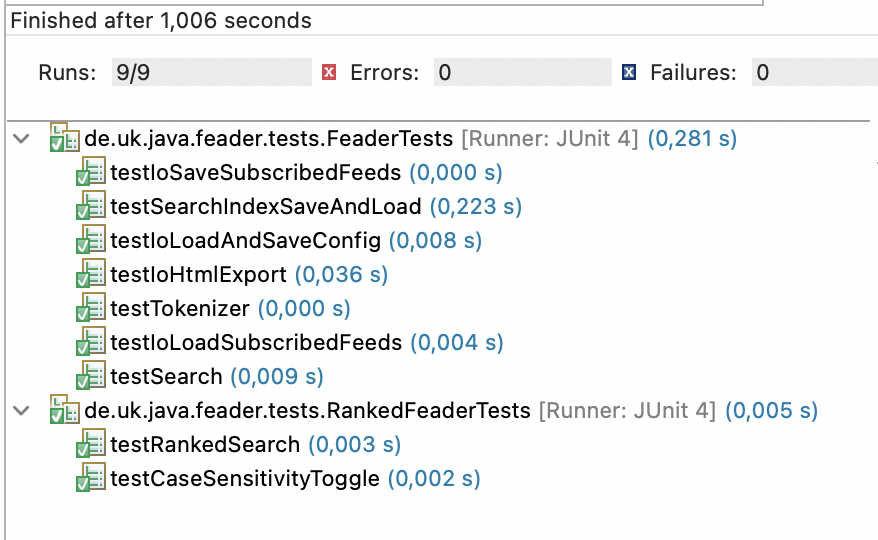 Finished after 1,006 seconds
Runs: 9/9 Errors: 0 Failures: 0
de.uk.java.feader.tests.FeaderTests [Runner: JUnit 4] (0,281 s)
testIoSaveSubscribedFeeds (0,000 s)
testSearchIndexSaveAndLoad (0,223 s)
testIoLoadAndSaveConfig (0,008 s)
testIoHtmlExport (0,036 s)
testTokenizer (0,000 s)
testIoLoadSubscribedFeeds (0,004 s)
testSearch (0,009 s)
de.uk.java.feader.tests.RankedFeaderTests [Runner: JUnit 4] (0,005 s)
testRankedSearch (0,003 s)
testCaseSensitivityToggle (0,002 s)